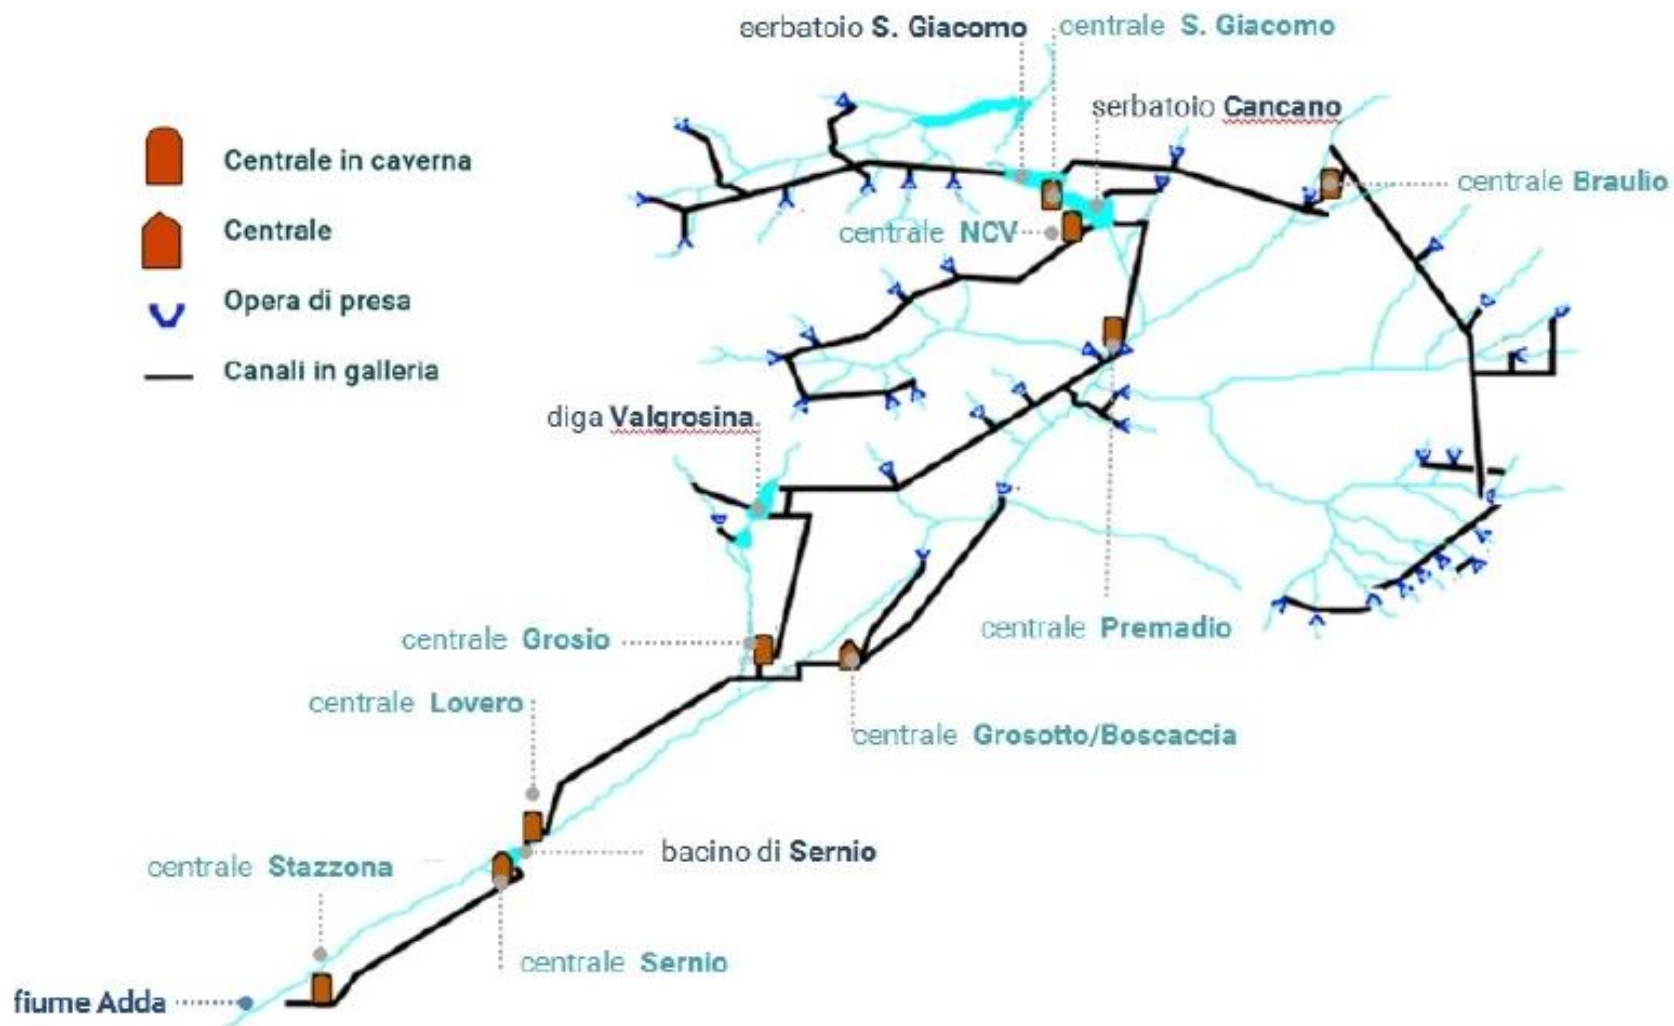 serbatoio S. Giacomo
centrale S. Giacomo
serbatoio Cancano
Centrale in caverna
centrale Braulio
Centrale
centrale NCV
Opera di presa
Canali in galleria
diga Valgrosina
centrale Grosio
centrale Premadio
centrale Lovero
centrale Grosotto/Boscaccia
bacino di Sernio
centrale Stazzona
centrale Sernio
fiume Adda